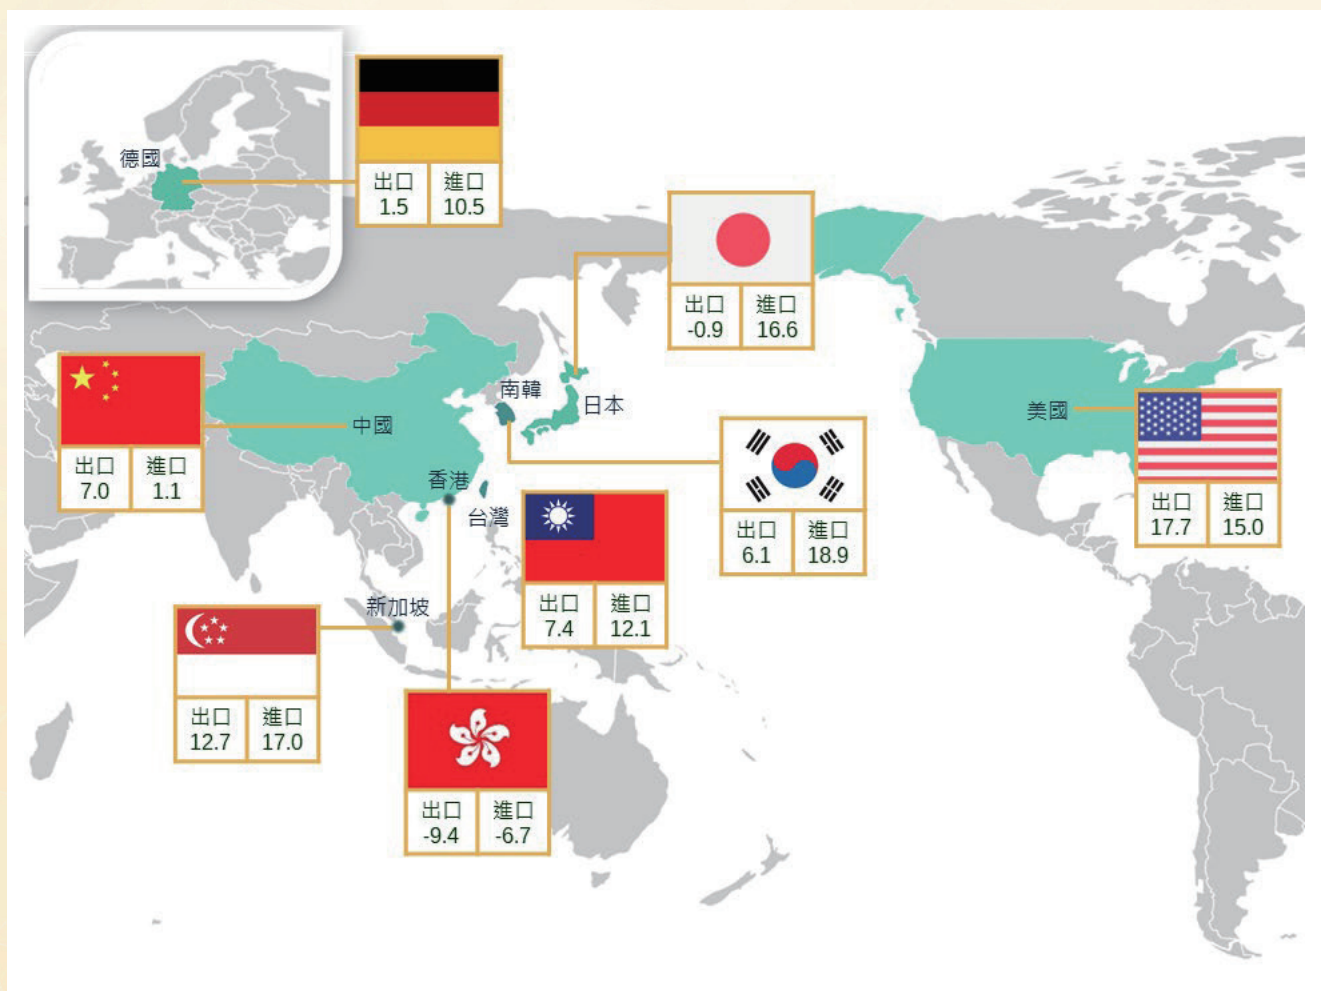 德國
出口 進口
1.5 10.5
出口 進口
-0.9 16.6
中國
出口 進口
7.0 1.1
南韓
日本
美國
出口 進口
17.7 15.0
香港
台灣
出口 進口
6.1 18.9
出口 進口
7.4 12.1
新加坡
出口 進口
12.7 17.0
出口 進口
-9.4 -6.7